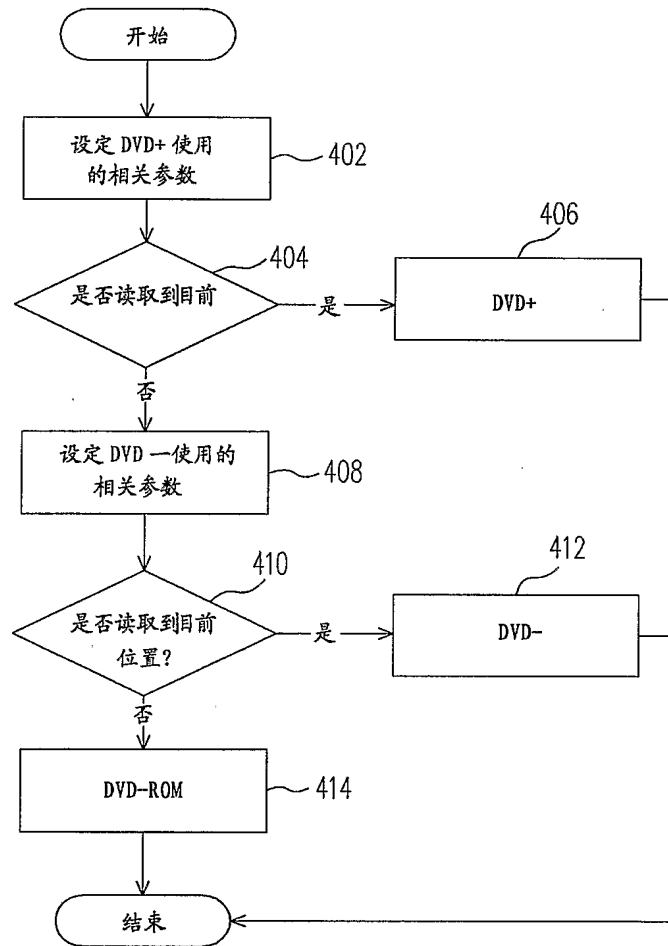 开始
设定 DVD+ 使用
的相关参数
402
是否读取到目前
404
是
406
DVD+
否
设定 DVD 一使用的
相关参数
408
是否读取到目前
位置?
410
是
412
DVD-
否
DVD-ROM
414
结束